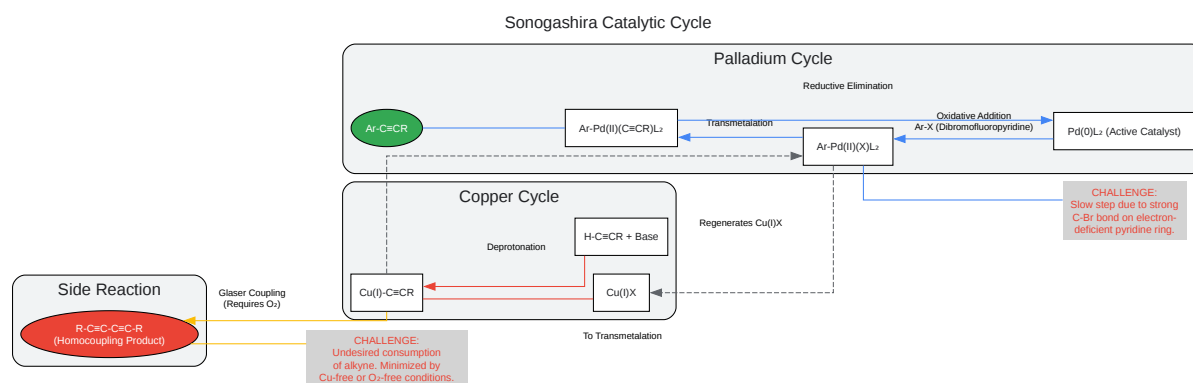 Sonogashira Catalytic Cycle
Palladium Cycle
Reductive Elimination
Ar-C≡CR
Ar-Pd(II)(C≡CR)L₂
Transmetalation
Ar-Pd(II)(X)L₂
Oxidative Addition
Ar-X (Dibromofluoropyridine)
Pd(0)L₂ (Active Catalyst)
CHALLENGE:
Slow step due to strong
C-Br bond on electron-
deficient pyridine ring.
Copper Cycle
H-C≡CR + Base
Deprotonation
Regenerates Cu(I)X
Cu(I)-C≡CR
Cu(I)X
To Transmetalation
Side Reaction
Glaser Coupling
(Requires O₂)
R-C≡C-C≡C-R
(Homocoupling Product)
CHALLENGE:
Undesired consumption
of alkyne. Minimized by
Cu-free or O₂-free conditions.